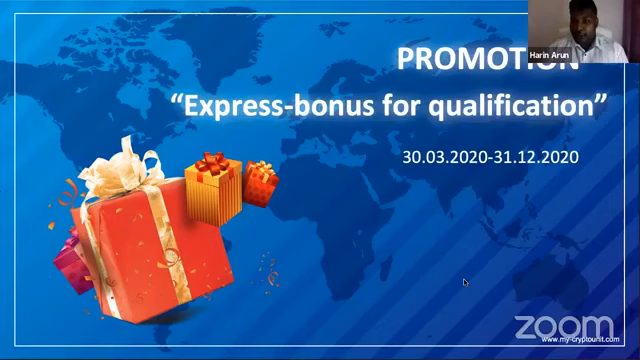 Harin Arun
PROMOTION
“Express-bonus for qualification”
30.03.2020-31.12.2020
zoom
www.my-cryptounit.com